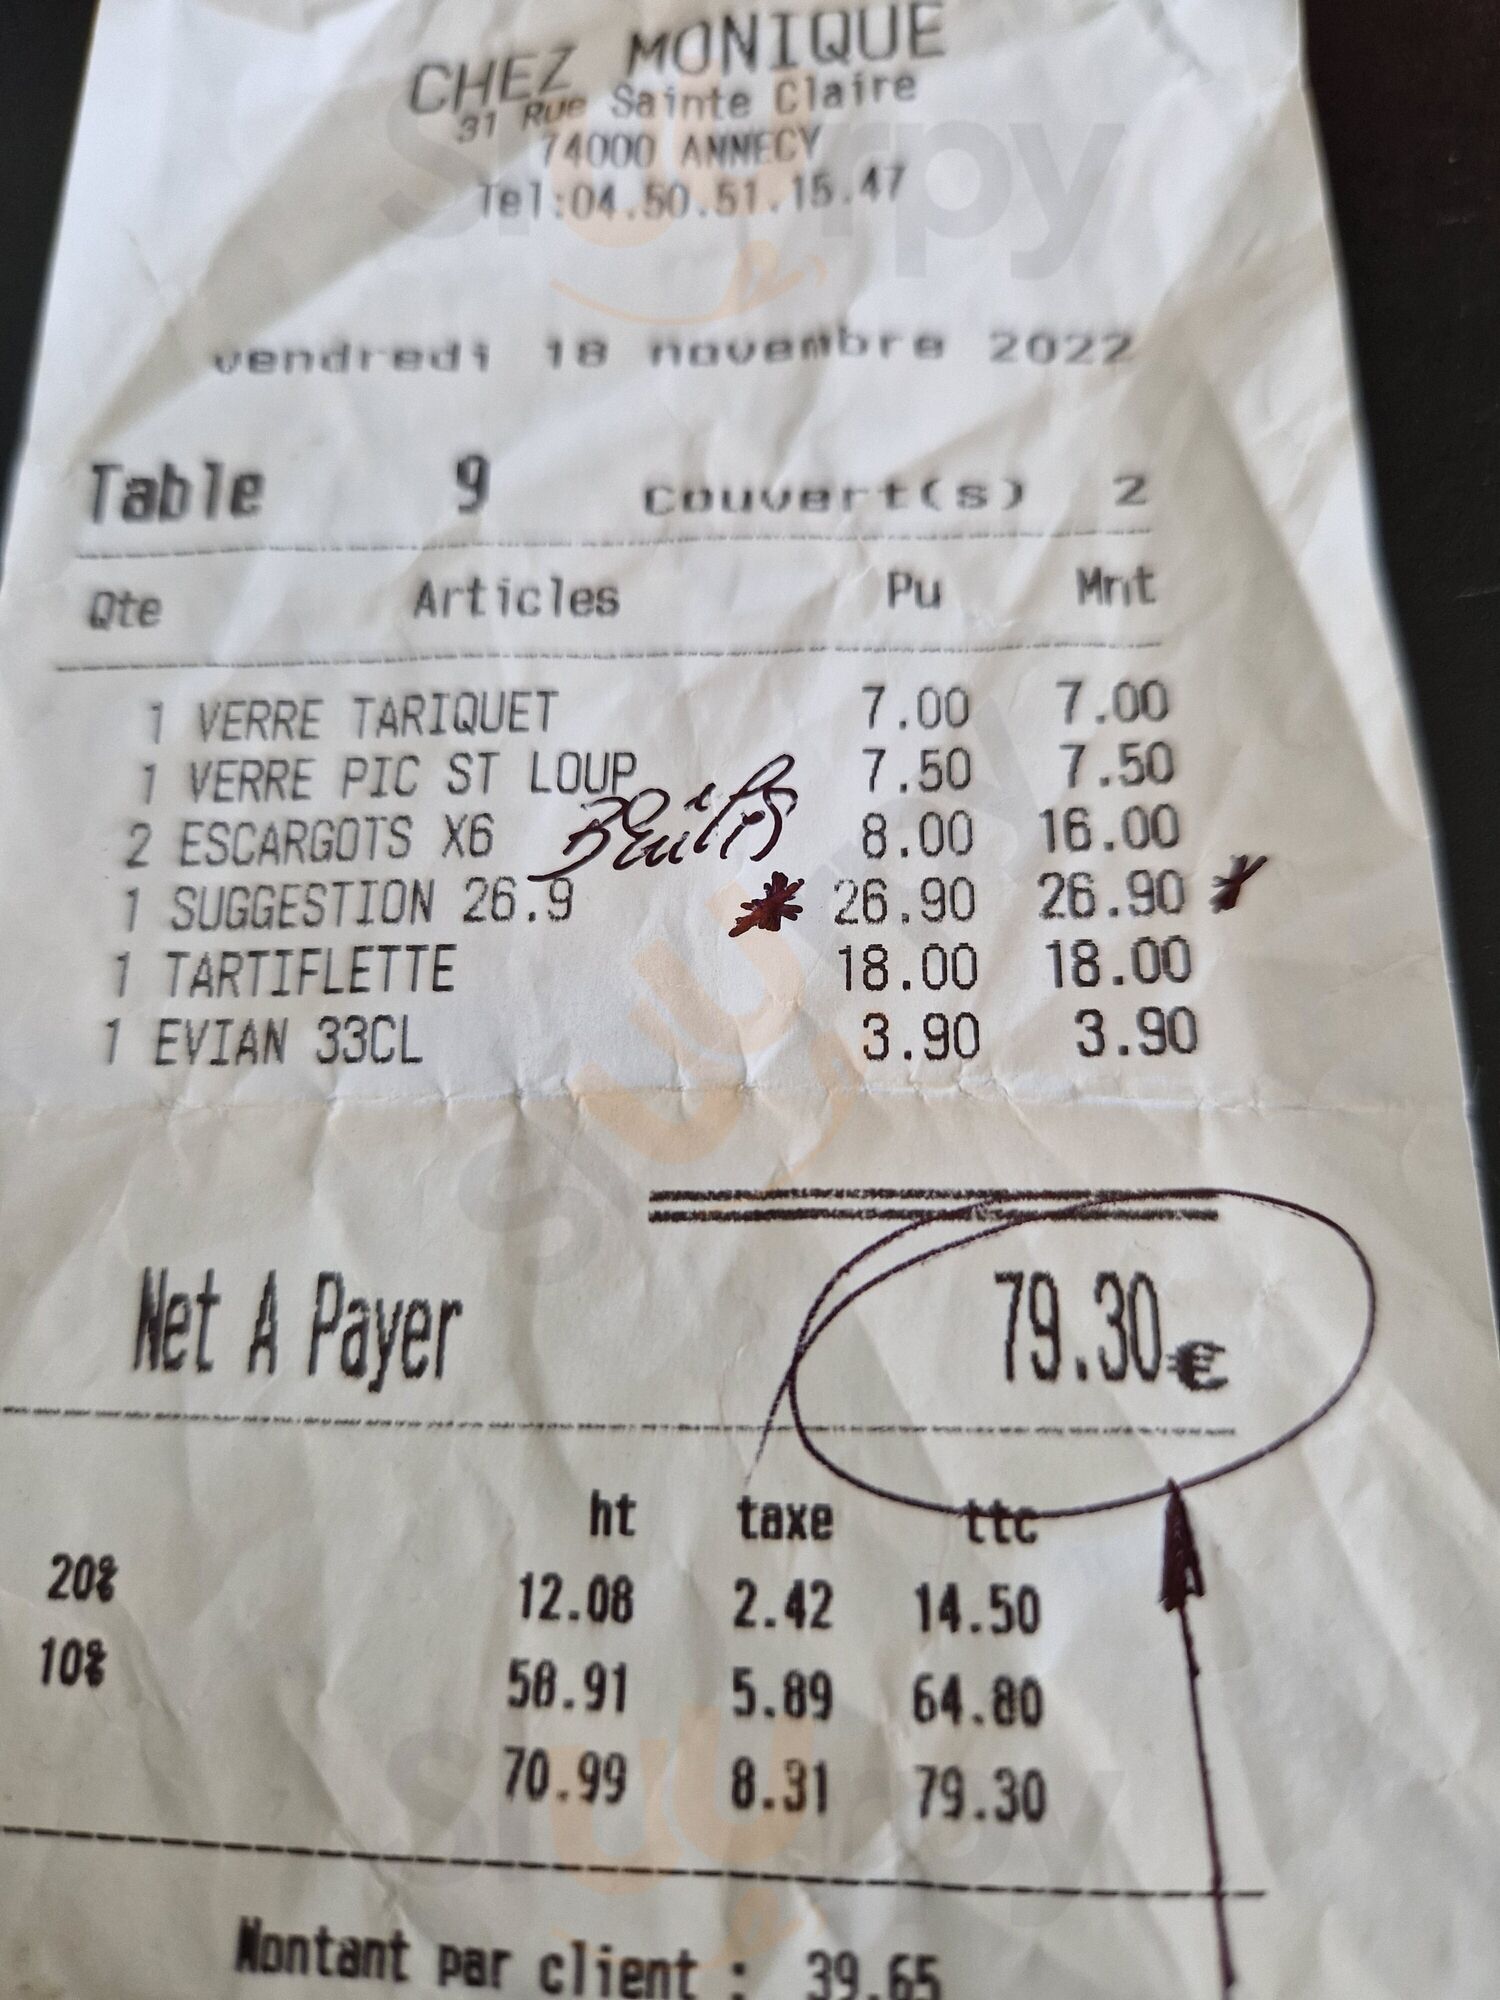 CHEZ MONIQUE
31 Rue Sainte Claire
74000 ANNECY
Tel:04.50.51.15.47
vendredi 18 novembre 2022
Table 9 Couvert(s) 2
Qte Articles Pu Mnt
1 VERRE TARIQUET 7.00 7.00
1 VERRE PIC ST LOUP 7.50 7.50
2 ESCARGOTS X6 8.00 16.00
1 SUGGESTION 26.9 26.90 26.90
1 TARTIFLETTE 18.00 18.00
1 EVIAN 33CL 3.90 3.90
Net A Payer 79.30€
ht taxe ttc
20% 12.08 2.42 14.50
10% 58.91 5.89 64.80
70.99 8.31 79.30
Montant par client : 39.65